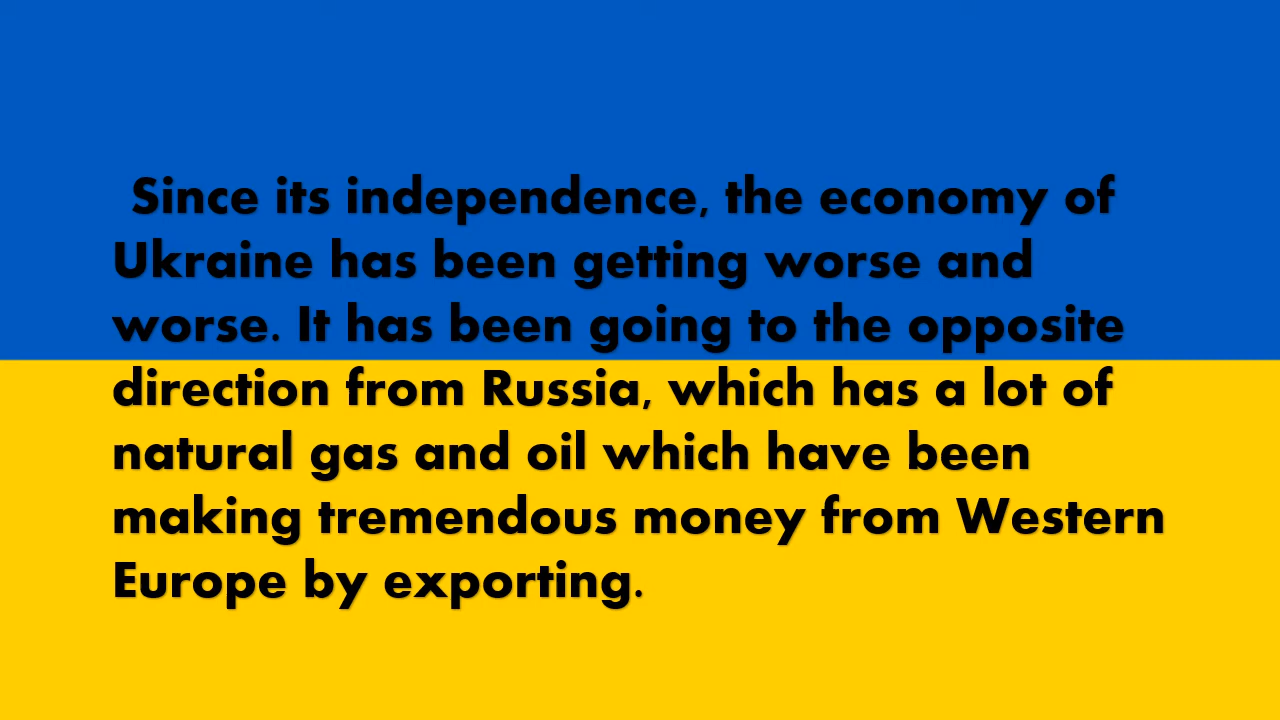 Since its independence, the economy of
Ukraine has been getting worse and
worse. It has been going to the opposite
direction from Russia, which has a lot of
natural gas and oil which have been
making tremendous money from Western
Europe by exporting.